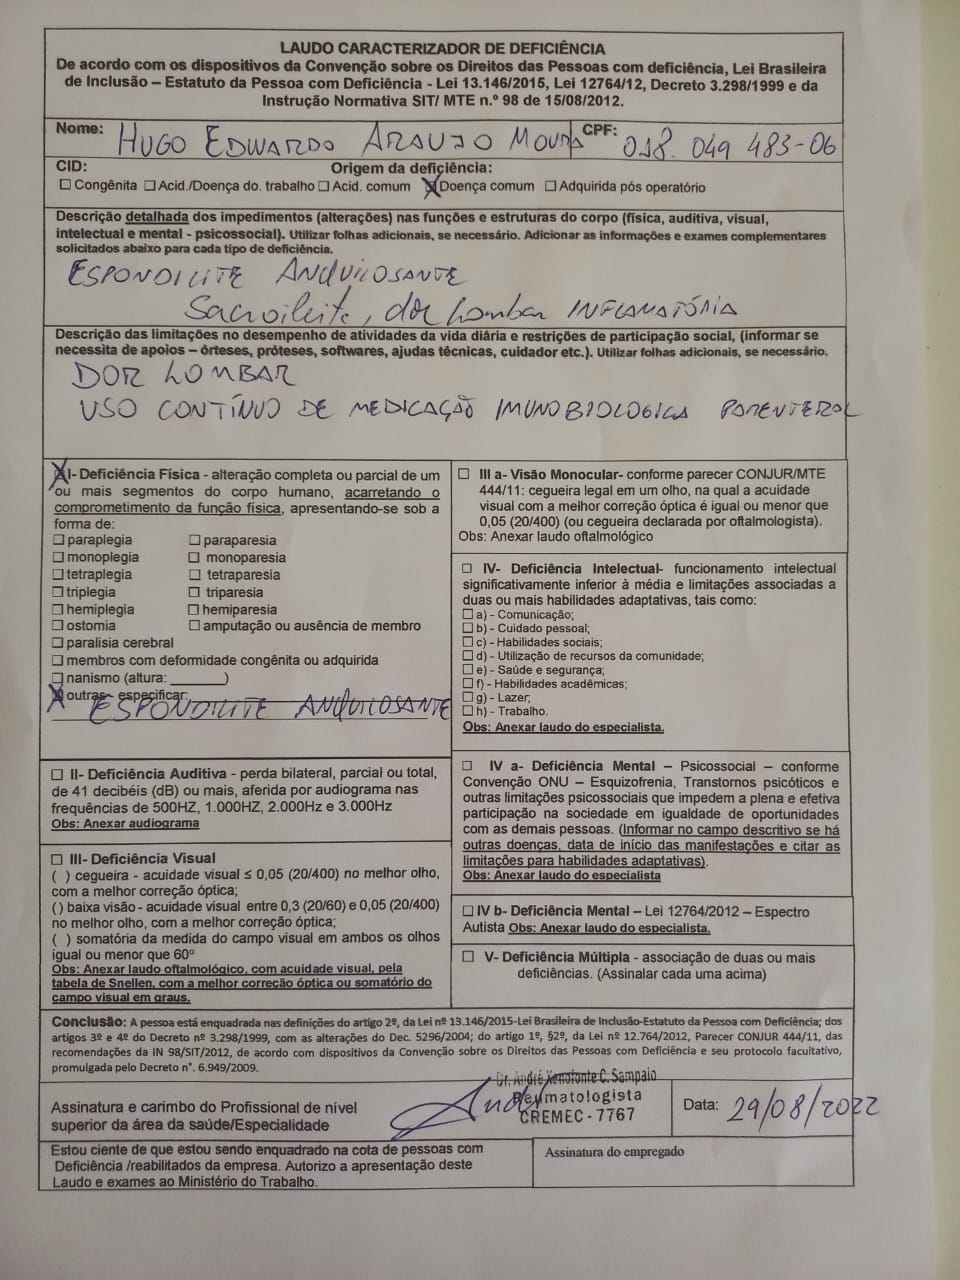 LAUDO CARACTERIZADOR DE DEFICIÊNCIA
De acordo com os dispositivos da Convenção sobre os Direitos das Pessoas com deficiência, Lei Brasileira
de Inclusão – Estatuto da Pessoa com Deficiência - Lei 13.146/2015, Lei 12764/12, Decreto 3.298/1999 e da
Instrução Normativa SIT/ MTE n.º 98 de 15/08/2012.
Nome: HUGO EDWARDO ARAUJO MOURA CPF: 018.049 483-06
CID: Origem da deficiência:
☐ Congênita ☐ Acid./Doença do. trabalho ☐ Acid. comum ☒ Doença comum ☐ Adquirida pós operatório
Descrição detalhada dos impedimentos (alterações) nas funções e estruturas do corpo (física, auditiva, visual,
intelectual e mental - psicossocial). Utilizar folhas adicionais, se necessário. Adicionar as informações e exames complementares
solicitados abaixo para cada tipo de deficiência.
ESPONDILITE ANQUILOSANTE
Sacroileite, dor lombar INFLAMATÓRIA
Descrição das limitações no desempenho de atividades da vida diária e restrições de participação social, (informar se
necessita de apoios – órteses, próteses, softwares, ajudas técnicas, cuidador etc.). Utilizar folhas adicionais, se necessário.
DOR LOMBAR
USO CONTÍNUO DE MEDICAÇÃO IMUNOBIOLOGICA PARENTERAL
☒ I- Deficiência Física - alteração completa ou parcial de um
ou mais segmentos do corpo humano, acarretando o
comprometimento da função física, apresentando-se sob a
forma de:
☐ paraplegia ☐ paraparesia
☐ monoplegia ☐ monoparesia
☐ tetraplegia ☐ tetraparesia
☐ triplegia ☐ triparesia
☐ hemiplegia ☐ hemiparesia
☐ ostomia ☐ amputação ou ausência de membro
☐ paralisia cerebral
☐ membros com deformidade congênita ou adquirida
☐ nanismo (altura: ________)
☒ outras- especificar:
ESPONDILITE ANQUILOSANTE
☐ II- Deficiência Auditiva - perda bilateral, parcial ou total,
de 41 decibéis (dB) ou mais, aferida por audiograma nas
frequências de 500HZ, 1.000HZ, 2.000Hz e 3.000Hz
Obs: Anexar audiograma
☐ III- Deficiência Visual
( ) cegueira - acuidade visual ≤ 0,05 (20/400) no melhor olho,
com a melhor correção óptica;
( ) baixa visão - acuidade visual entre 0,3 (20/60) e 0,05 (20/400)
no melhor olho, com a melhor correção óptica;
( ) somatória da medida do campo visual em ambos os olhos
igual ou menor que 60º
Obs: Anexar laudo oftalmológico, com acuidade visual, pela
tabela de Snellen, com a melhor correção óptica ou somatório do
campo visual em graus.
☐ III a- Visão Monocular- conforme parecer CONJUR/MTE
444/11: cegueira legal em um olho, na qual a acuidade
visual com a melhor correção óptica é igual ou menor que
0,05 (20/400) (ou cegueira declarada por oftalmologista).
Obs: Anexar laudo oftalmológico
☐ IV- Deficiência Intelectual- funcionamento intelectual
significativamente inferior à média e limitações associadas a
duas ou mais habilidades adaptativas, tais como:
☐ a) - Comunicação;
☐ b) - Cuidado pessoal;
☐ c) - Habilidades sociais;
☐ d) - Utilização de recursos da comunidade;
☐ e) - Saúde e segurança;
☐ f) - Habilidades acadêmicas;
☐ g) - Lazer;
☐ h) - Trabalho.
Obs: Anexar laudo do especialista.
☐ IV a- Deficiência Mental – Psicossocial – conforme
Convenção ONU – Esquizofrenia, Transtornos psicóticos e
outras limitações psicossociais que impedem a plena e efetiva
participação na sociedade em igualdade de oportunidades
com as demais pessoas. (Informar no campo descritivo se há
outras doenças, data de início das manifestações e citar as
limitações para habilidades adaptativas).
Obs: Anexar laudo do especialista
☐ IV b- Deficiência Mental – Lei 12764/2012 – Espectro
Autista Obs: Anexar laudo do especialista.
☐ V- Deficiência Múltipla - associação de duas ou mais
deficiências. (Assinalar cada uma acima)
Conclusão: A pessoa está enquadrada nas definições do artigo 2º, da Lei nº 13.146/2015-Lei Brasileira de Inclusão-Estatuto da Pessoa com Deficiência; dos
artigos 3º e 4º do Decreto nº 3.298/1999, com as alterações do Dec. 5296/2004; do artigo 1º, §2º, da Lei nº 12.764/2012, Parecer CONJUR 444/11, das
recomendações da IN 98/SIT/2012, de acordo com dispositivos da Convenção sobre os Direitos das Pessoas com Deficiência e seu protocolo facultativo,
promulgada pelo Decreto n°. 6.949/2009.
Assinatura e carimbo do Profissional de nível
superior da área da saúde/Especialidade
Dr. André Xenofonte C. Sampaio
Reumatologista
CREMEC - 7767
Data: 29/08/2022
Estou ciente de que estou sendo enquadrado na cota de pessoas com
Deficiência /reabilitados da empresa. Autorizo a apresentação deste
Laudo e exames ao Ministério do Trabalho.
Assinatura do empregado